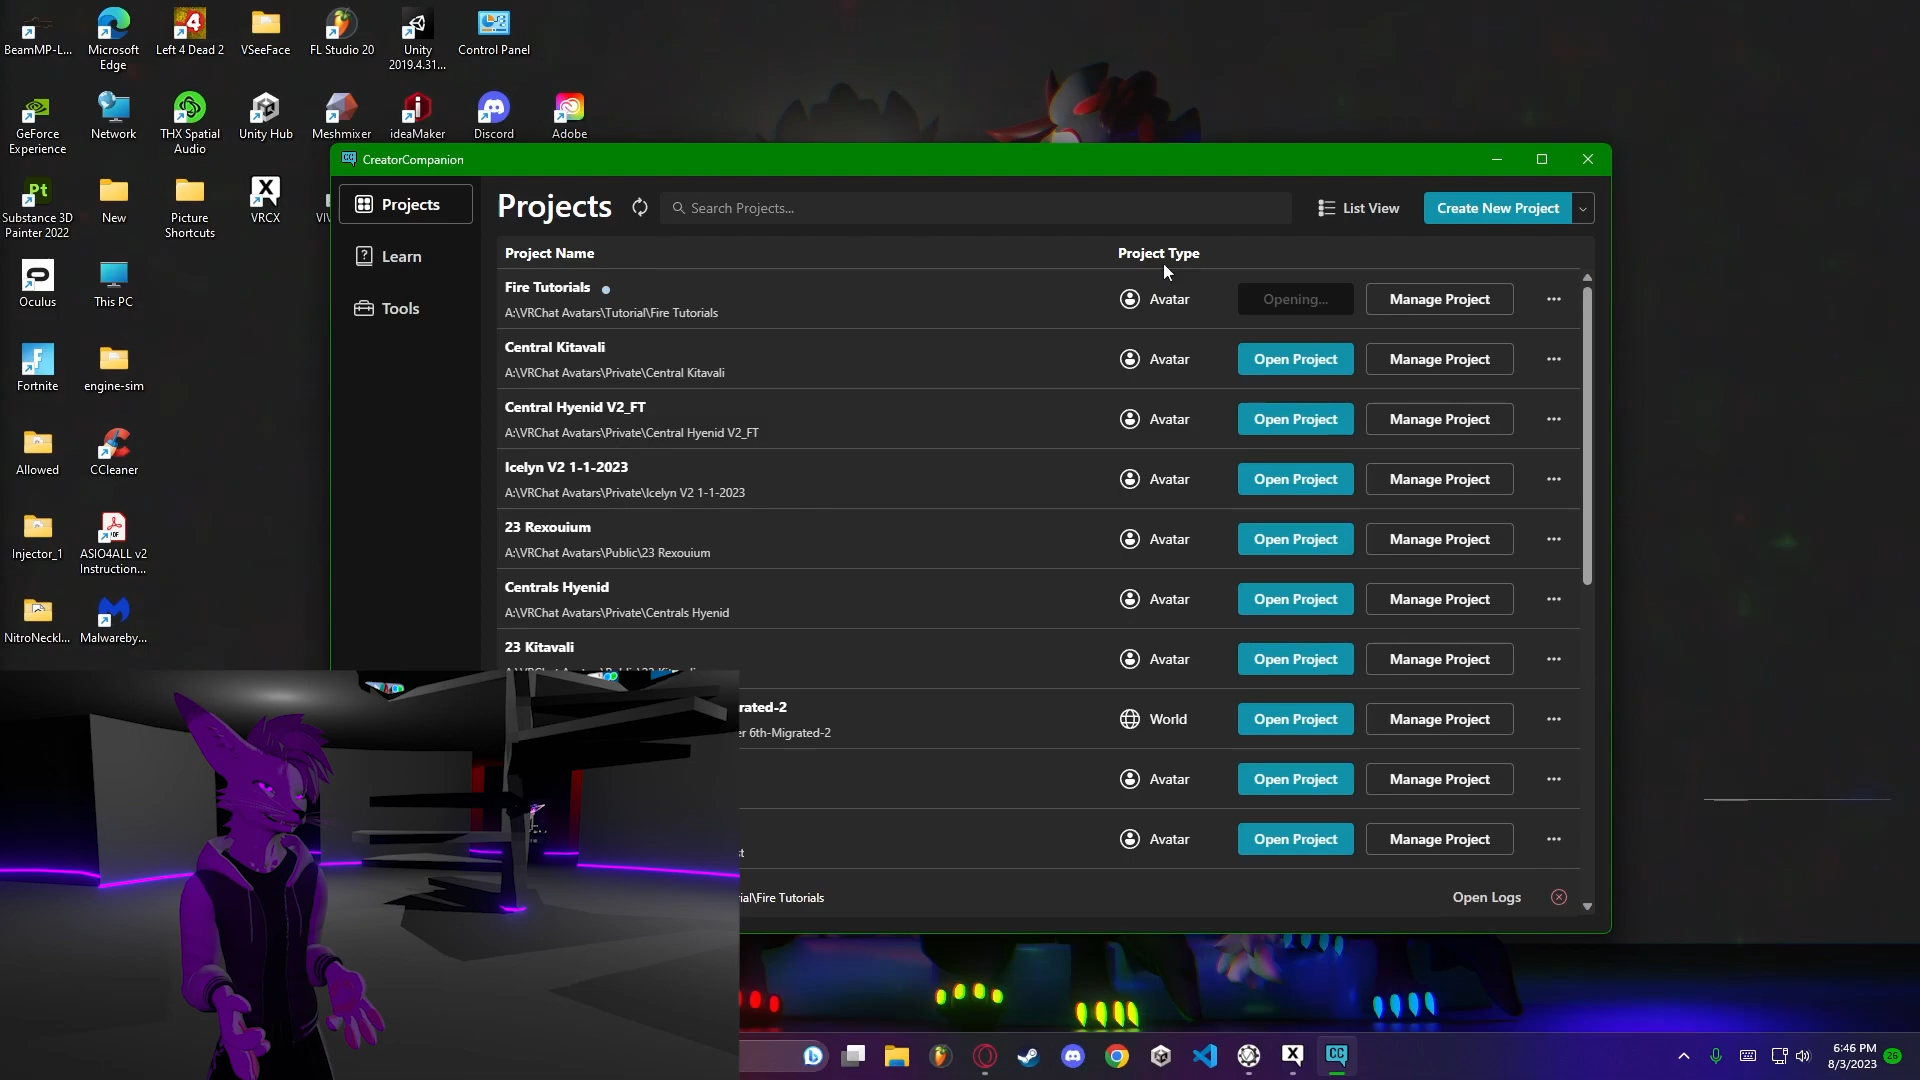 BeamMP-L...
Microsoft
Edge
Left 4 Dead 2
VSeeFace
FL Studio 20
Unity
2019.4.31...
Control Panel
GeForce
Experience
Network
THX Spatial
Audio
Unity Hub
Meshmixer
ideaMaker
Discord
Adobe
Substance 3D
Painter 2022
New
Picture
Shortcuts
VRCX
Oculus
This PC
Fortnite
engine-sim
Allowed
CCleaner
Injector_1
ASIO4ALL v2
Instruction...
NitroNeckl...
Malwareby...
CreatorCompanion
Projects
Learn
Tools
Projects
Search Projects...
List View
Create New Project
Project Name
Project Type
Fire Tutorials
A:\VRChat Avatars\Tutorial\Fire Tutorials
Avatar
Opening...
Manage Project
Central Kitavali
A:\VRChat Avatars\Private\Central Kitavali
Avatar
Open Project
Manage Project
Central Hyenid V2_FT
A:\VRChat Avatars\Private\Central Hyenid V2_FT
Avatar
Open Project
Manage Project
Icelyn V2 1-1-2023
A:\VRChat Avatars\Private\Icelyn V2 1-1-2023
Avatar
Open Project
Manage Project
23 Rexouium
A:\VRChat Avatars\Public\23 Rexouium
Avatar
Open Project
Manage Project
Centrals Hyenid
A:\VRChat Avatars\Private\Centrals Hyenid
Avatar
Open Project
Manage Project
23 Kitavali
Avatar
Open Project
Manage Project
rated-2
er 6th-Migrated-2
World
Open Project
Manage Project
Avatar
Open Project
Manage Project
st
Avatar
Open Project
Manage Project
ial\Fire Tutorials
Open Logs
6:46 PM
8/3/2023
26